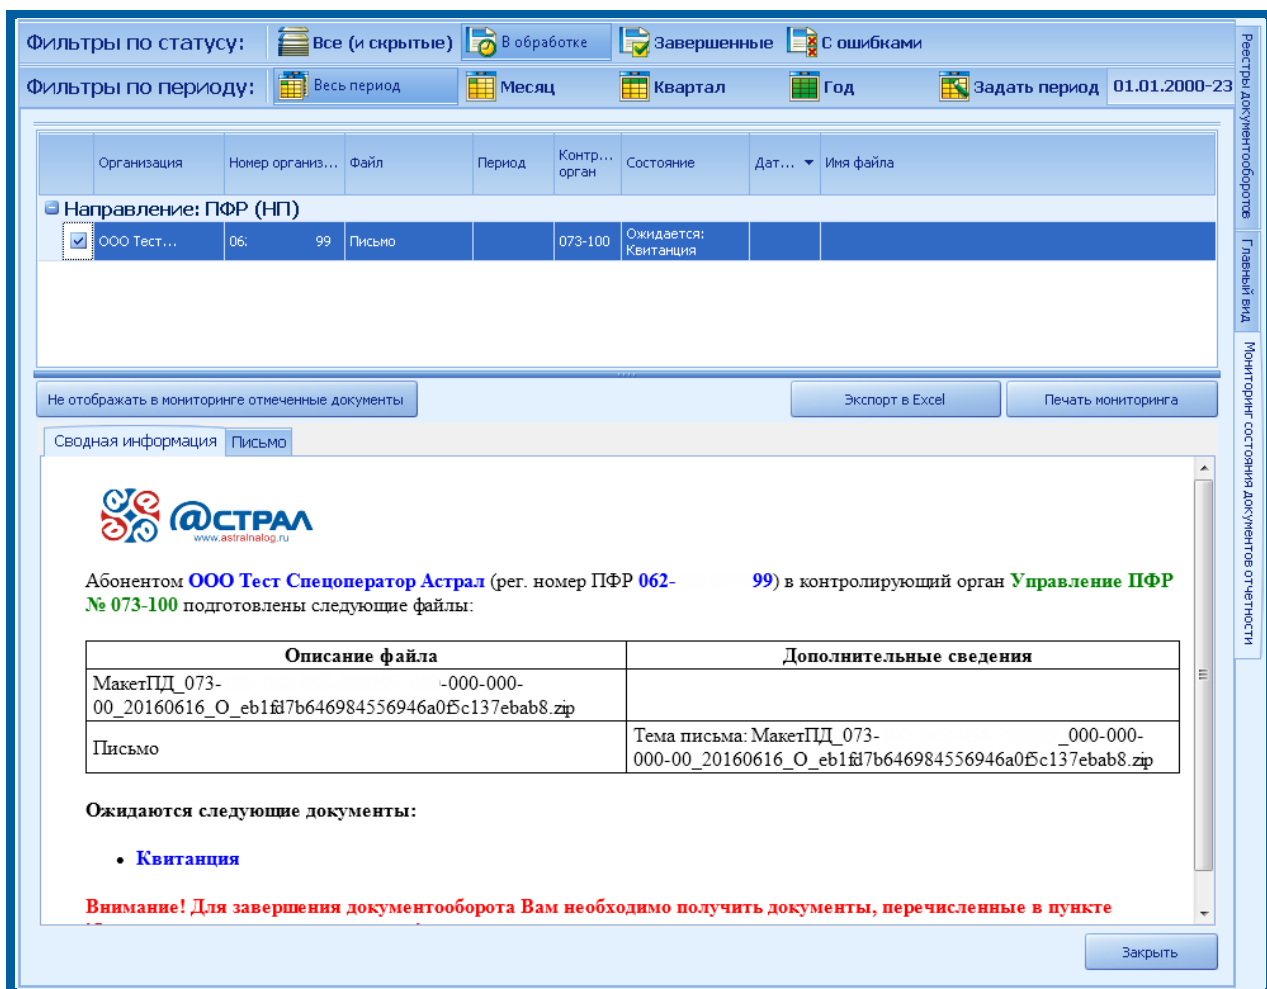 Фильтры по статусу: Все (и скрытые) В обработке Завершенные С ошибками
Фильтры по периоду: Весь период Месяц Квартал Год Задать период 01.01.2000-23
Организация Номер организ... Файл Период Контр... орган Состояние Дат... Имя файла
Направление: ПФР (НП)
ООО Тест... 06: 99 Письмо 073-100 Ожидается: Квитанция
Не отображать в мониторинге отмеченные документы Экспорт в Excel Печать мониторинга
Сводная информация Письмо
@СТРАЛ
www.astralnalog.ru
Абонентом ООО Тест Спецоператор Астрал (рег. номер ПФР 062- 99) в контролирующий орган Управление ПФР
№ 073-100 подготовлены следующие файлы:
Описание файла Дополнительные сведения
МакетПД_073- -000-000-
00_20160616_O_eb1fd7b646984556946a0f5c137ebab8.zip
Письмо
Тема письма: МакетПД_073- _000-000-
000-00_20160616_O_eb1fd7b646984556946a0f5c137ebab8.zip
Ожидаются следующие документы:
• Квитанция
Внимание! Для завершения документооборота Вам необходимо получить документы, перечисленные в пункте
Закрыть
Реестры документооборотов
Главный вид
Мониторинг состояния документов отчетности